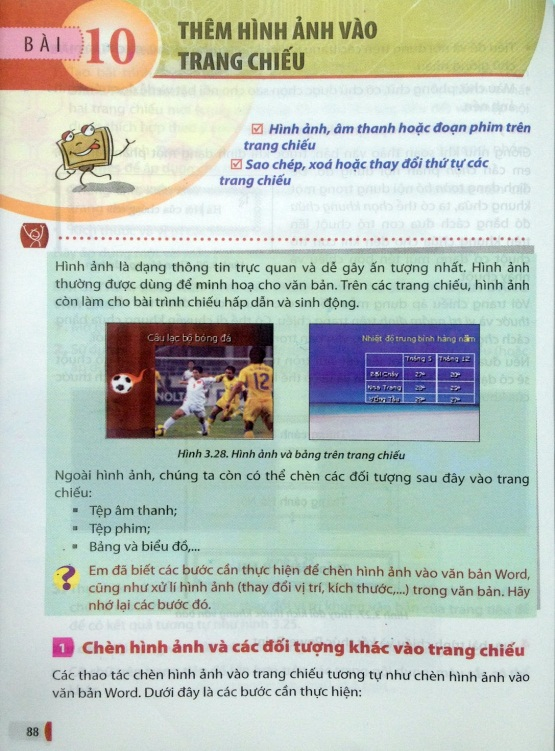 BÀI 10
THÊM HÌNH ẢNH VÀO
TRANG CHIẾU
Hình ảnh, âm thanh hoặc đoạn phim trên
trang chiếu
Sao chép, xoá hoặc thay đổi thứ tự các
trang chiếu
Hình ảnh là dạng thông tin trực quan và dễ gây ấn tượng nhất. Hình ảnh
thường được dùng để minh hoạ cho văn bản. Trên các trang chiếu, hình ảnh
còn làm cho bài trình chiếu hấp dẫn và sinh động.
Câu lạc bộ bóng đá
Nhiệt độ trung bình hàng năm
Tháng 5 Tháng 12
Bãi Cháy 27º 20º
Nha Trang 28º 25º
Vũng Tàu 29º
Hình 3.28. Hình ảnh và bảng trên trang chiếu
Ngoài hình ảnh, chúng ta còn có thể chèn các đối tượng sau đây vào trang
chiếu:
Tệp âm thanh;
Tệp phim;
Bảng và biểu đồ,...
Em đã biết các bước cần thực hiện để chèn hình ảnh vào văn bản Word,
cũng như xử lí hình ảnh (thay đổi vị trí, kích thước,...) trong văn bản. Hãy
nhớ lại các bước đó.
1 Chèn hình ảnh và các đối tượng khác vào trang chiếu
Các thao tác chèn hình ảnh vào trang chiếu tương tự như chèn hình ảnh vào
văn bản Word. Dưới đây là các bước cần thực hiện:
88